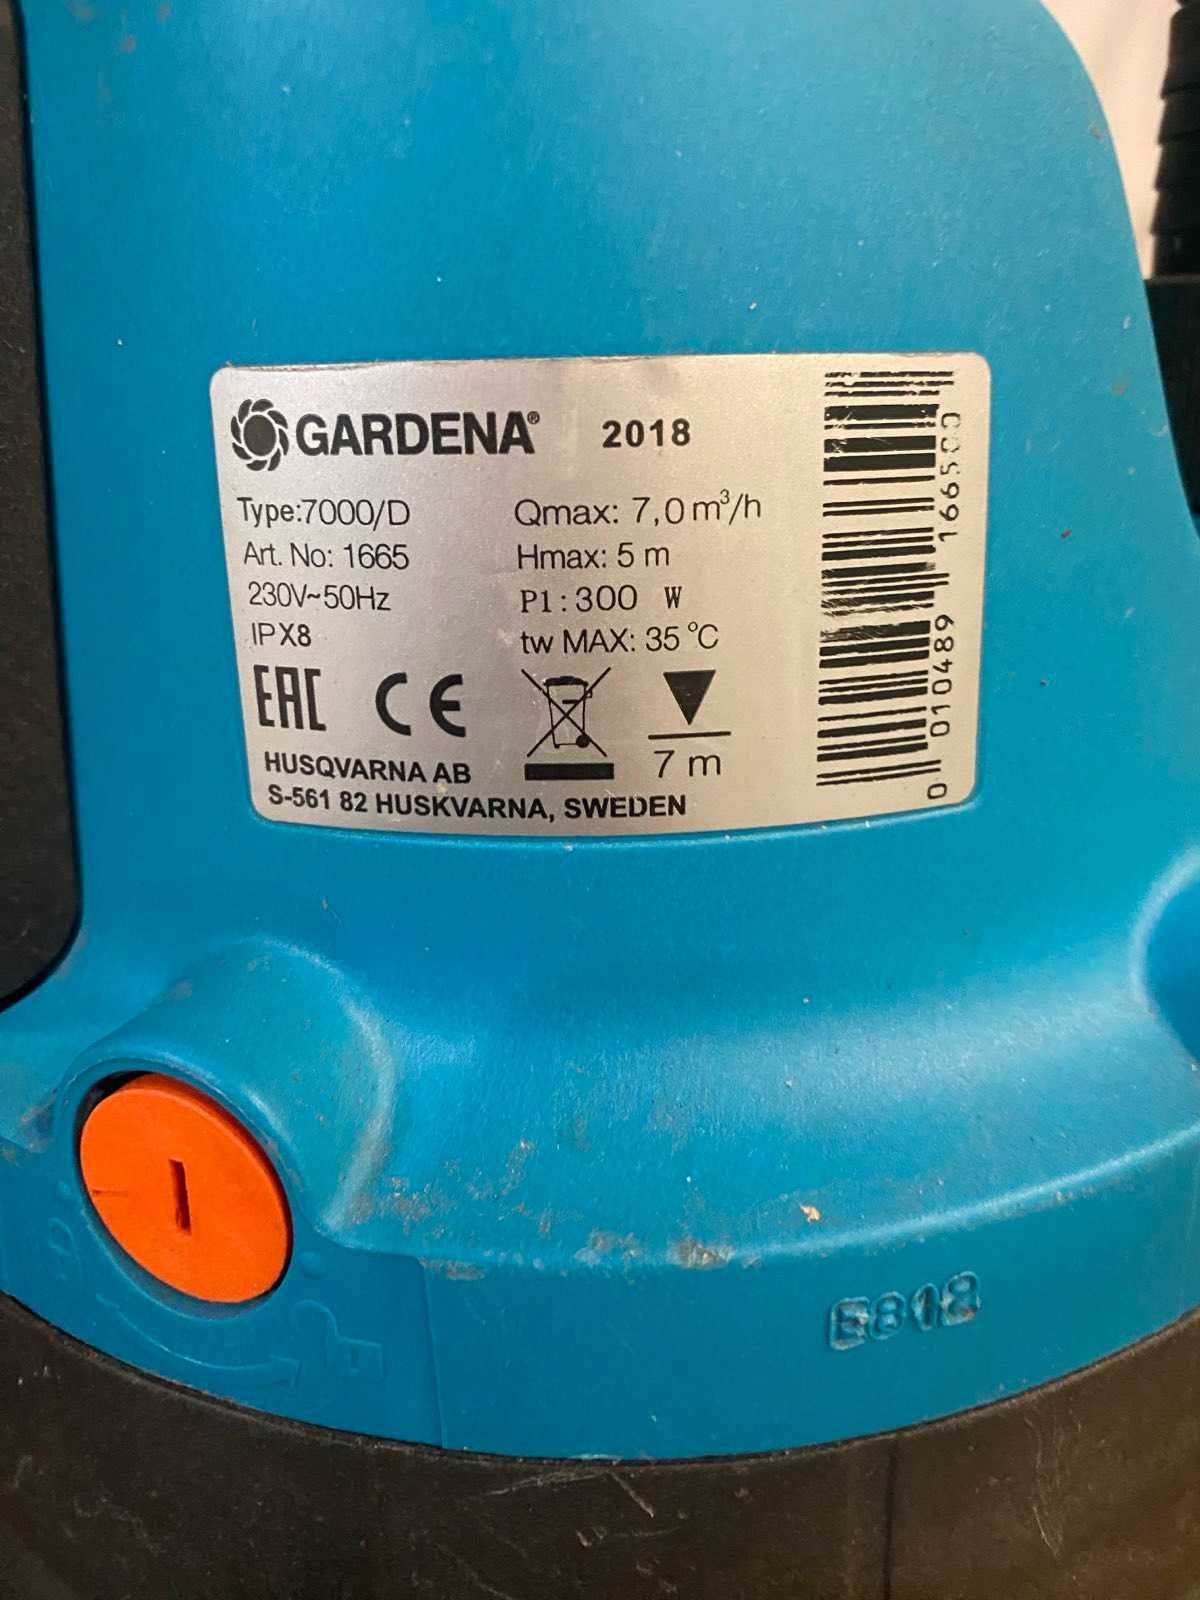 GARDENA® 2018
Type:7000/D
Art. No: 1665
230V~50Hz
IPX8
Qmax: 7,0 m³/h
Hmax: 5 m
P1:300 W
tw MAX: 35 °C
EAC CE
7 m
HUSQVARNA AB
S-561 82 HUSKVARNA, SWEDEN
0 010489 166500
E818